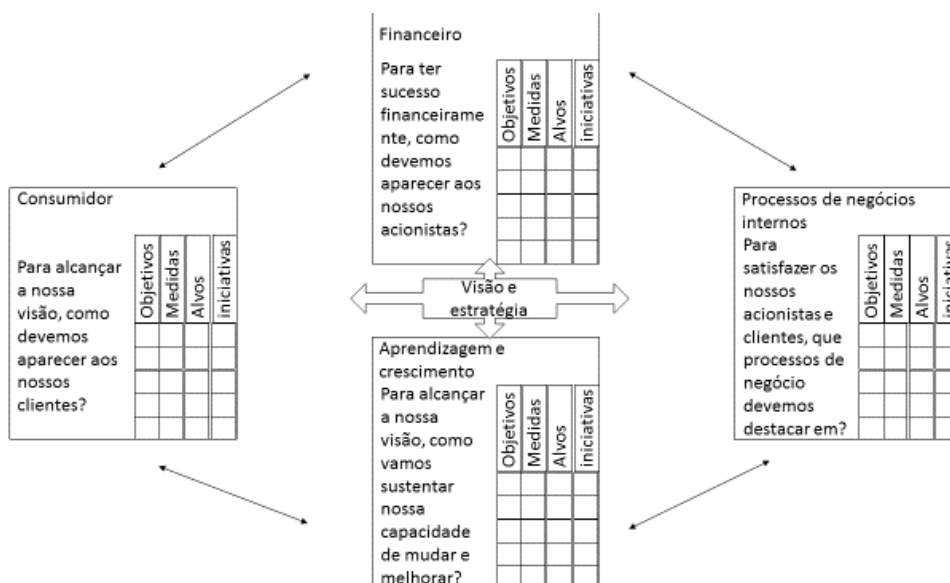 Financeiro
Para ter
sucesso
financeirame
nte, como
devemos
aparecer aos
nossos
acionistas?
Objetivos
Medidas
Alvos
iniciativas
Consumidor
Para alcançar
a nossa
visão, como
devemos
aparecer aos
nossos
clientes?
Objetivos
Medidas
Alvos
iniciativas
Visão e
estratégia
Processos de negócios
internos
Para
satisfazer os
nossos
acionistas e
clientes, que
processos de
negócio
devemos
destacar em?
Objetivos
Medidas
Alvos
iniciativas
Aprendizagem e
crescimento
Para alcançar
a nossa
visão, como
vamos
sustentar
nossa
capacidade
de mudar e
melhorar?
Objetivos
Medidas
Alvos
iniciativas